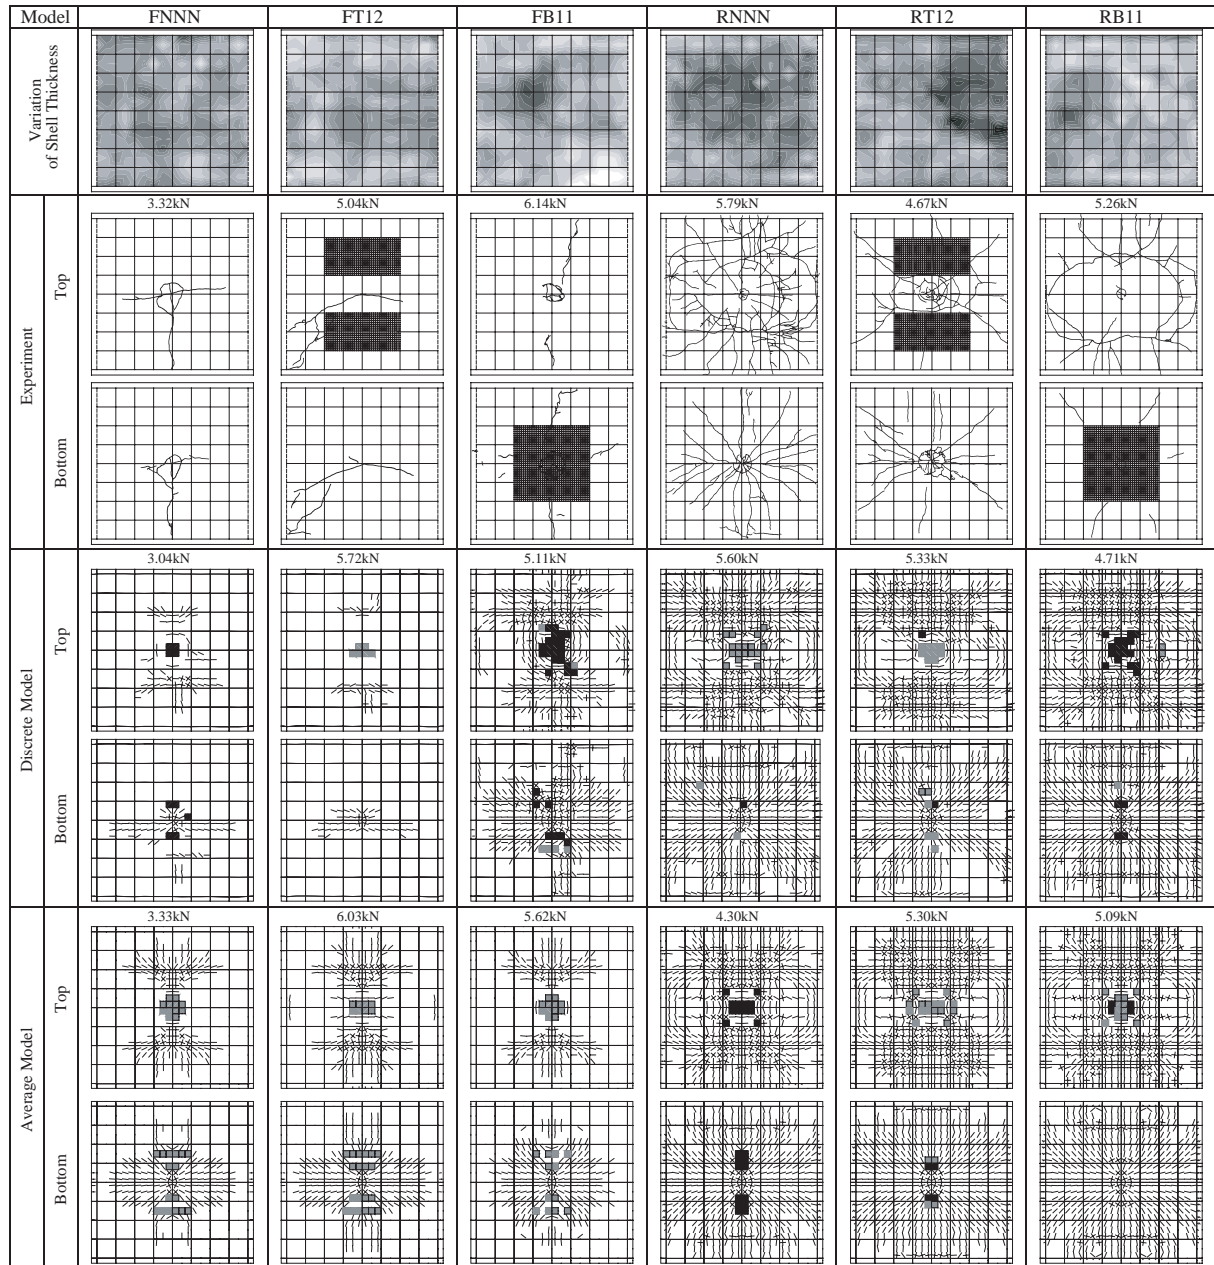 Model FNNN FT12 FB11 RNNN RT12 RB11
Variation
of Shell Thickness
Experiment
Top
3.32kN 5.04kN 6.14kN 5.79kN 4.67kN 5.26kN
Bottom
Discrete Model
Top
3.04kN 5.72kN 5.11kN 5.60kN 5.33kN 4.71kN
Bottom
Average Model
Top
3.33kN 6.03kN 5.62kN 4.30kN 5.30kN 5.09kN
Bottom